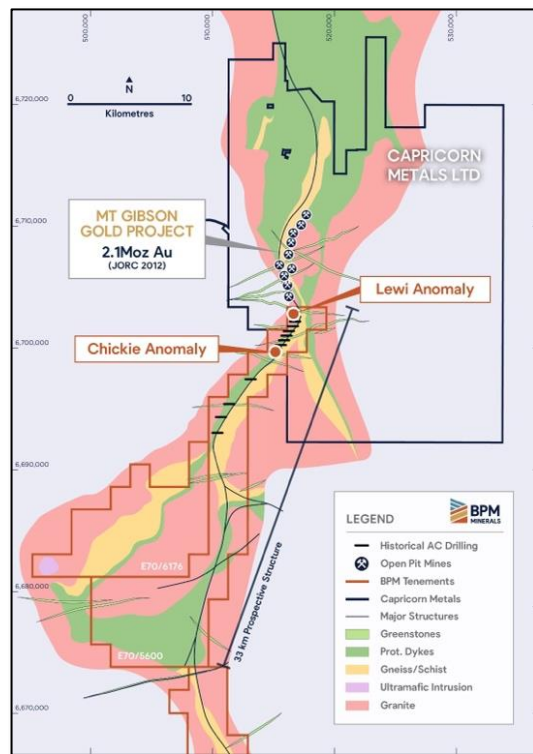 500,000
510,000
520,000
530,000
6,720,000
N
0
10
Kilometres
CAPRICORN
METALS LTD
6,710,000
MT GIBSON
GOLD PROJECT
2.1Moz Au
(JORC 2012)
Lewi Anomaly
6,700,000
Chickie Anomaly
6,690,000
33 km Prospective Structure
E70/6176
6,680,000
E70/5600
6,670,000
LEGEND
BPM
MINERALS
Historical AC Drilling
Open Pit Mines
BPM Tenements
Capricorn Metals
Major Structures
Greenstones
Prot. Dykes
Gneiss/Schist
Ultramafic Intrusion
Granite